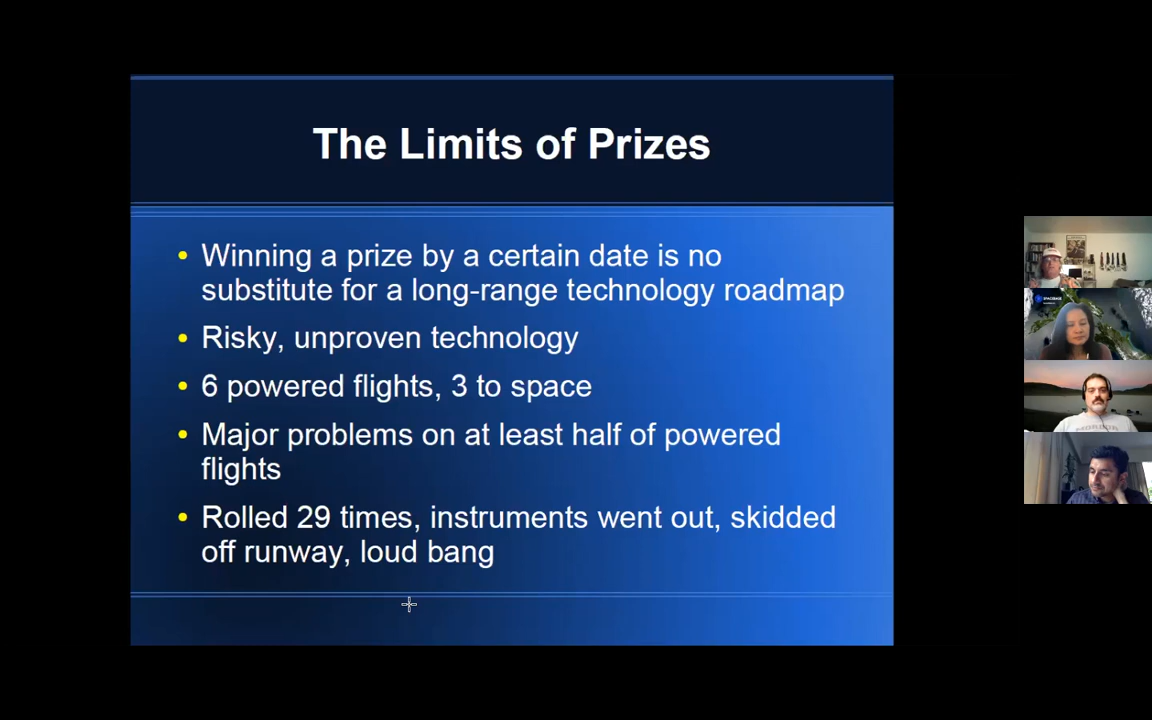 The Limits of Prizes
• Winning a prize by a certain date is no
substitute for a long-range technology roadmap
• Risky, unproven technology
• 6 powered flights, 3 to space
• Major problems on at least half of powered
flights
• Rolled 29 times, instruments went out, skidded
off runway, loud bang
SPACEBASE